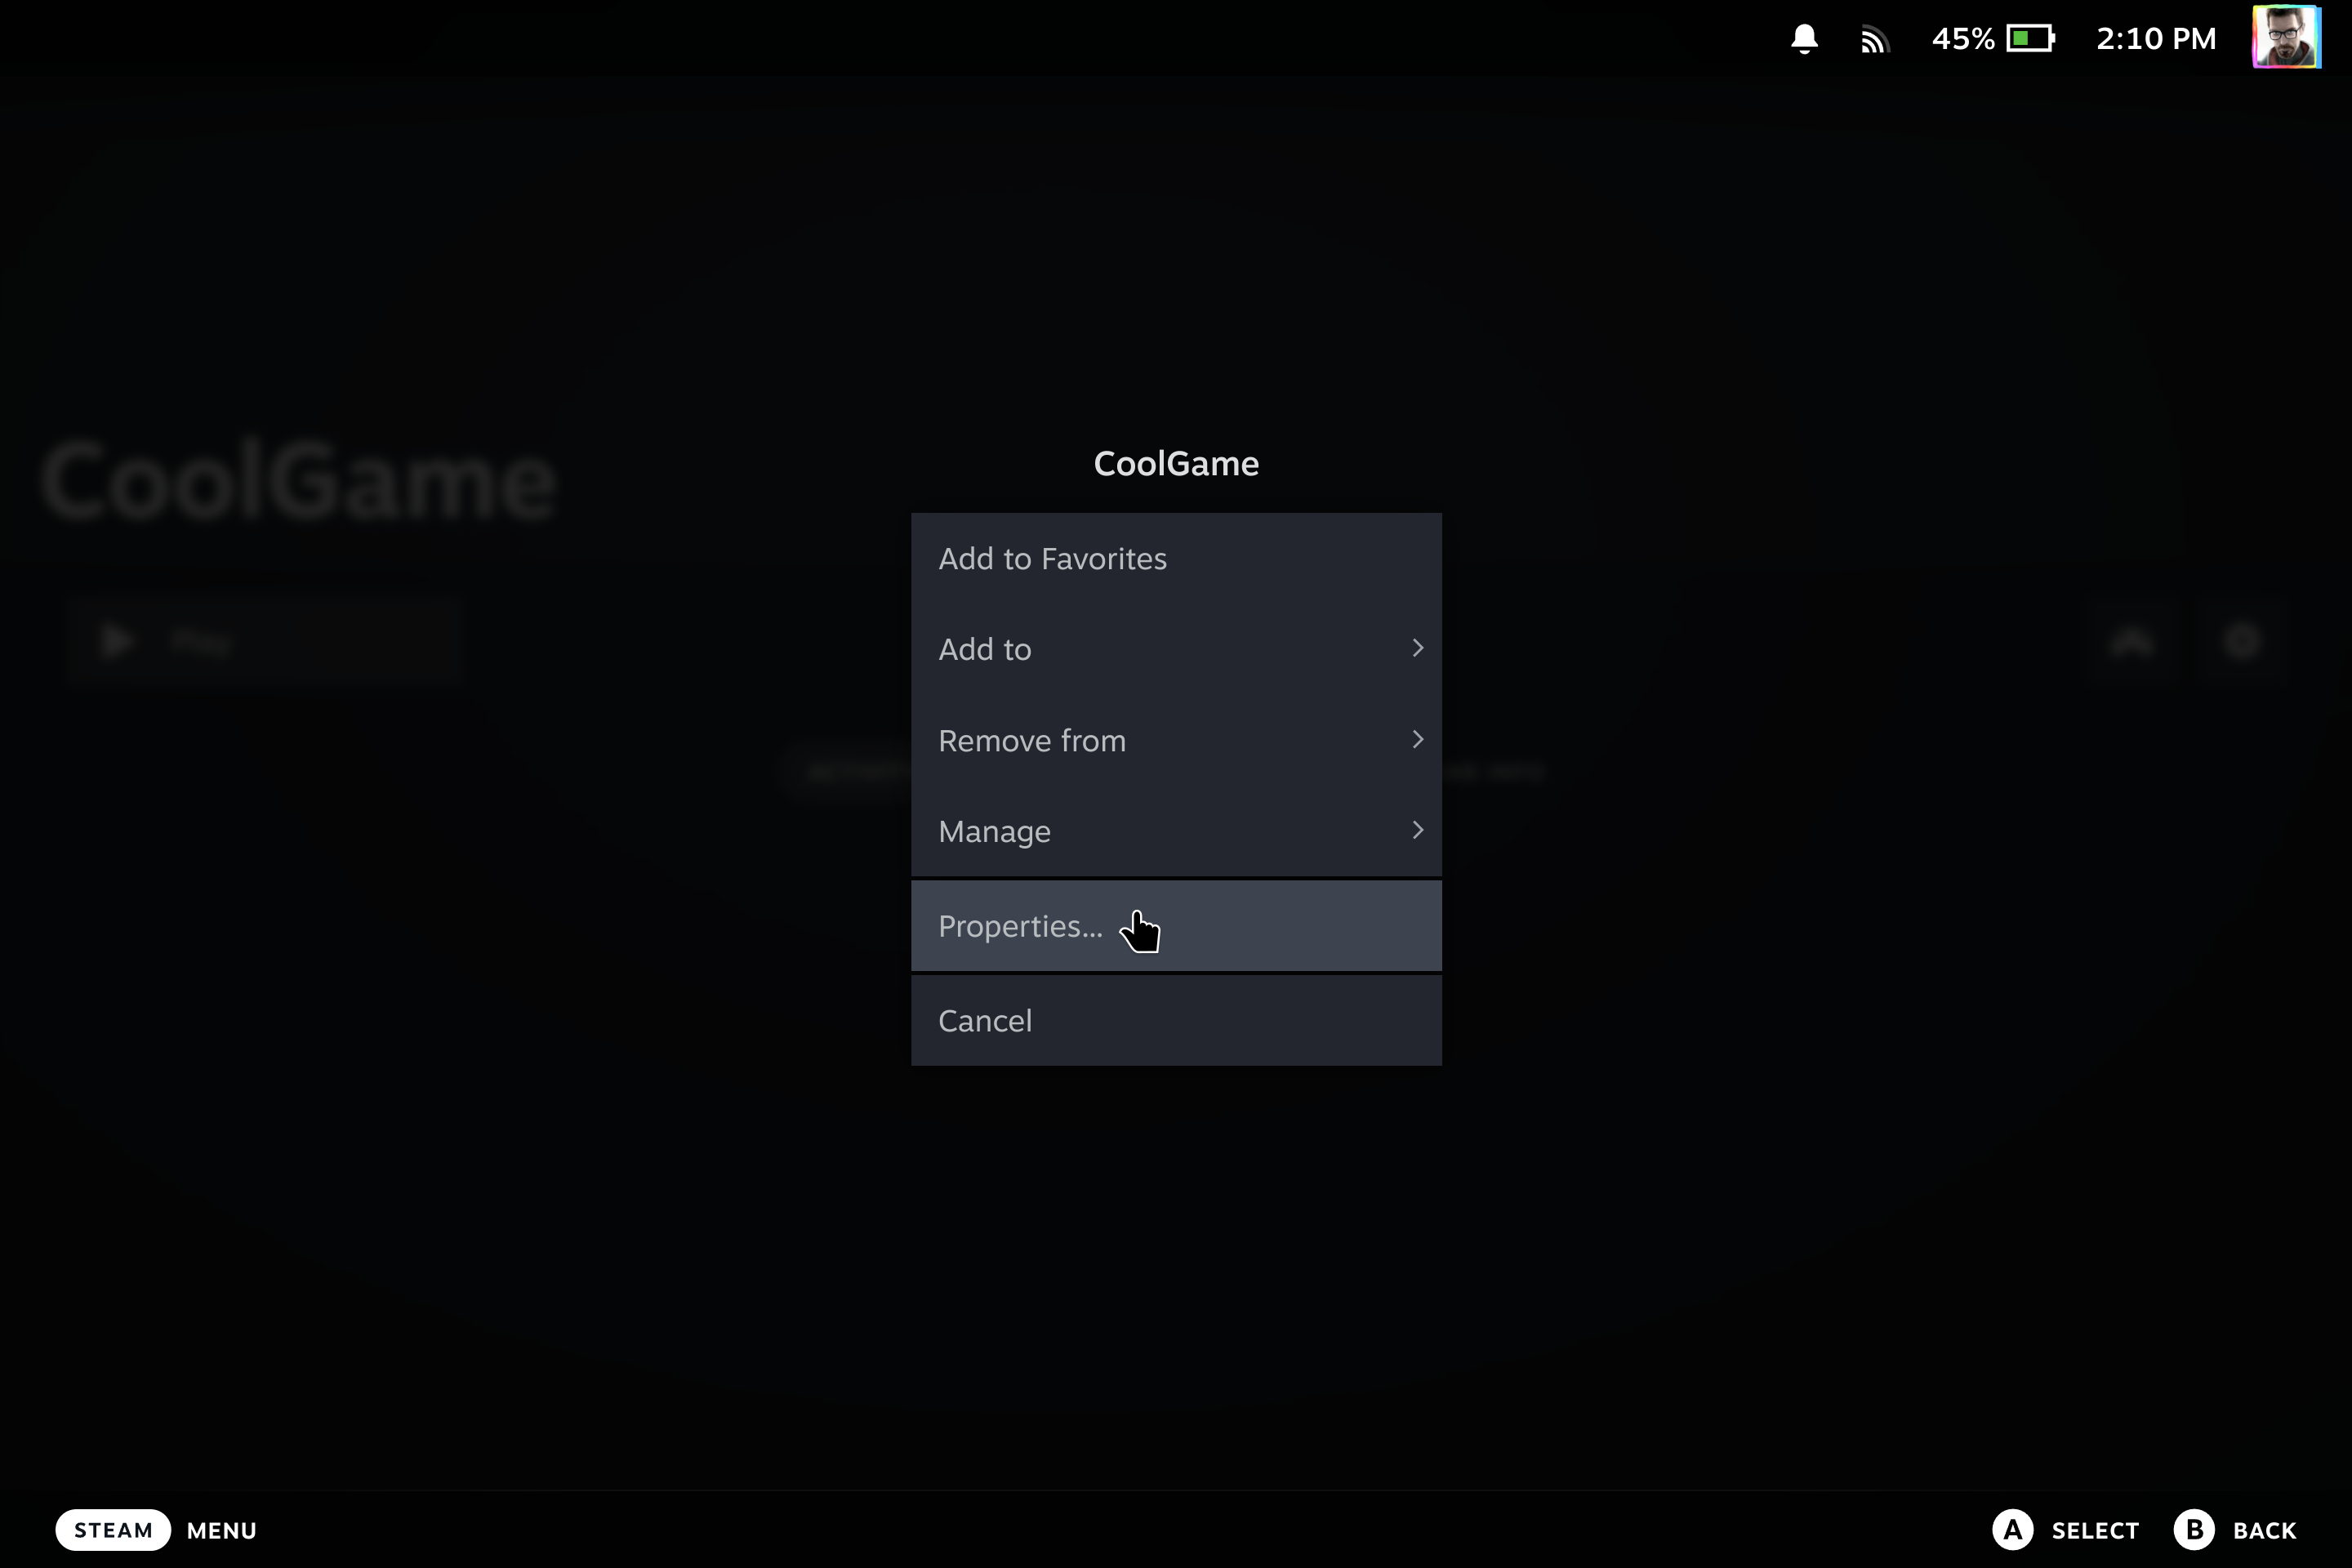 45% 2:10 PM
CoolGame
CoolGame
Add to Favorites
Add to
Play
Remove from
Manage
Properties...
Cancel
STEAM MENU
A SELECT B BACK